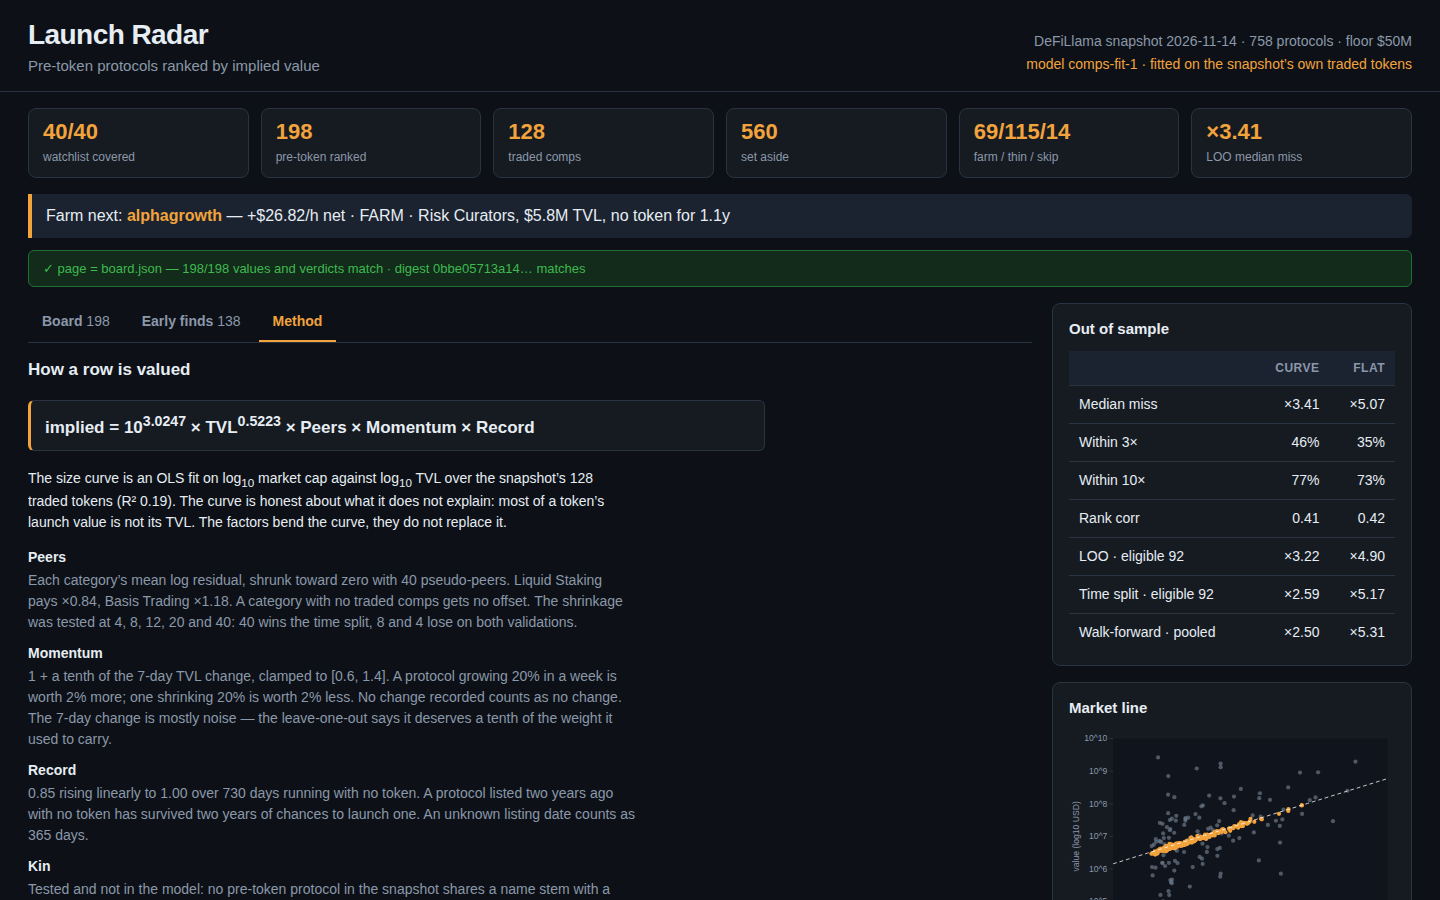 Launch Radar
Pre-token protocols ranked by implied value
DeFiLlama snapshot 2026-11-14 · 758 protocols · floor $50M
model comps-fit-1 · fitted on the snapshot's own traded tokens
40/40
watchlist covered
198
pre-token ranked
128
traded comps
560
set aside
69/115/14
farm / thin / skip
×3.41
LOO median miss
Farm next: alphagrowth — +$26.82/h net · FARM · Risk Curators, $5.8M TVL, no token for 1.1y
✓ page = board.json — 198/198 values and verdicts match · digest 0bbe05713a14… matches
Board 198 Early finds 138 Method
How a row is valued
implied = 10^3.0247 × TVL^0.5223 × Peers × Momentum × Record
The size curve is an OLS fit on log10 market cap against log10 TVL over the snapshot's 128
traded tokens (R² 0.19). The curve is honest about what it does not explain: most of a token's
launch value is not its TVL. The factors bend the curve, they do not replace it.
Peers
Each category's mean log residual, shrunk toward zero with 40 pseudo-peers. Liquid Staking
pays ×0.84, Basis Trading ×1.18. A category with no traded comps gets no offset. The shrinkage
was tested at 4, 8, 12, 20 and 40: 40 wins the time split, 8 and 4 lose on both validations.
Momentum
1 + a tenth of the 7-day TVL change, clamped to [0.6, 1.4]. A protocol growing 20% in a week is
worth 2% more; one shrinking 20% is worth 2% less. No change recorded counts as no change.
The 7-day change is mostly noise — the leave-one-out says it deserves a tenth of the weight it
used to carry.
Record
0.85 rising linearly to 1.00 over 730 days running with no token. A protocol listed two years ago
with no token has survived two years of chances to launch one. An unknown listing date counts as
365 days.
Kin
Tested and not in the model: no pre-token protocol in the snapshot shares a name stem with a
Out of sample
CURVE FLAT
Median miss ×3.41 ×5.07
Within 3× 46% 35%
Within 10× 77% 73%
Rank corr 0.41 0.42
LOO · eligible 92 ×3.22 ×4.90
Time split · eligible 92 ×2.59 ×5.17
Walk-forward · pooled ×2.50 ×5.31
Market line
10^10
10^9
10^8
10^7
10^6
10^5
value (log10 USD)